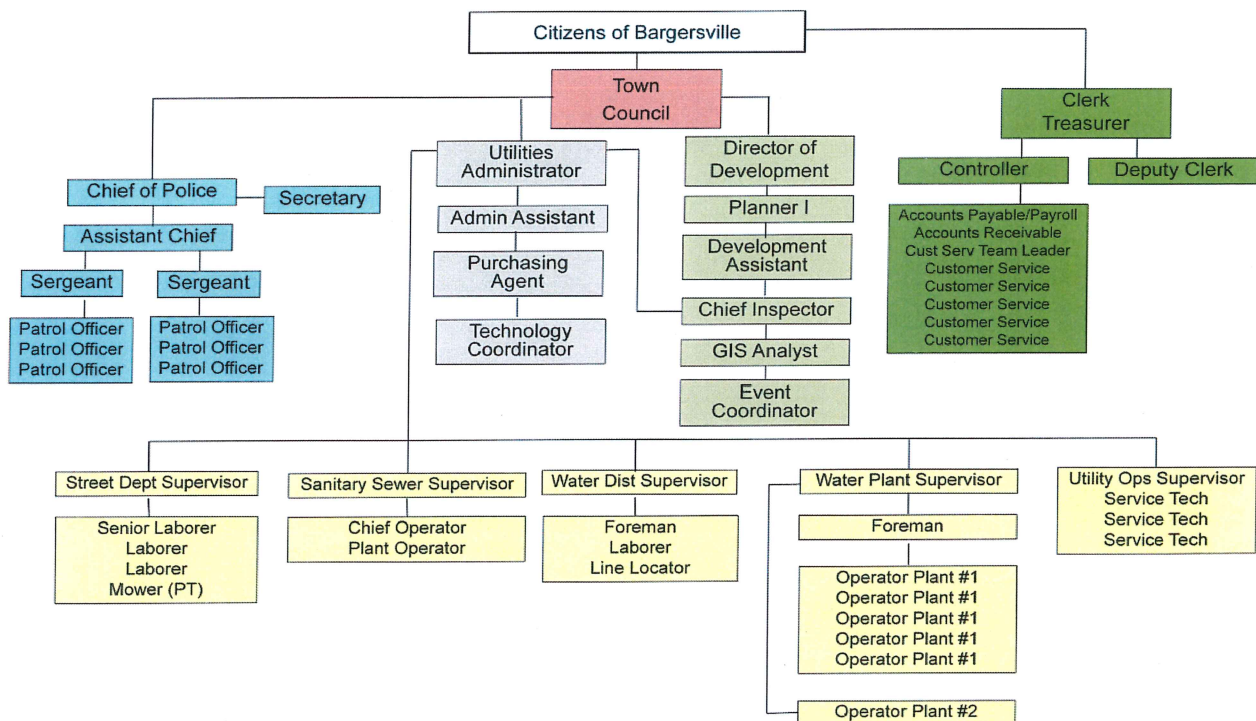 Citizens of Bargersville
Town
Council
Clerk
Treasurer
Controller
Deputy Clerk
Accounts Payable/Payroll
Accounts Receivable
Cust Serv Team Leader
Customer Service
Customer Service
Customer Service
Customer Service
Customer Service
Chief of Police
Secretary
Assistant Chief
Sergeant
Sergeant
Patrol Officer
Patrol Officer
Patrol Officer
Patrol Officer
Patrol Officer
Patrol Officer
Utilities
Administrator
Admin Assistant
Purchasing
Agent
Technology
Coordinator
Director of
Development
Planner I
Development
Assistant
Chief Inspector
GIS Analyst
Event
Coordinator
Street Dept Supervisor
Senior Laborer
Laborer
Laborer
Mower (PT)
Sanitary Sewer Supervisor
Chief Operator
Plant Operator
Water Dist Supervisor
Foreman
Laborer
Line Locator
Water Plant Supervisor
Foreman
Operator Plant #1
Operator Plant #1
Operator Plant #1
Operator Plant #1
Operator Plant #1
Operator Plant #2
Utility Ops Supervisor
Service Tech
Service Tech
Service Tech